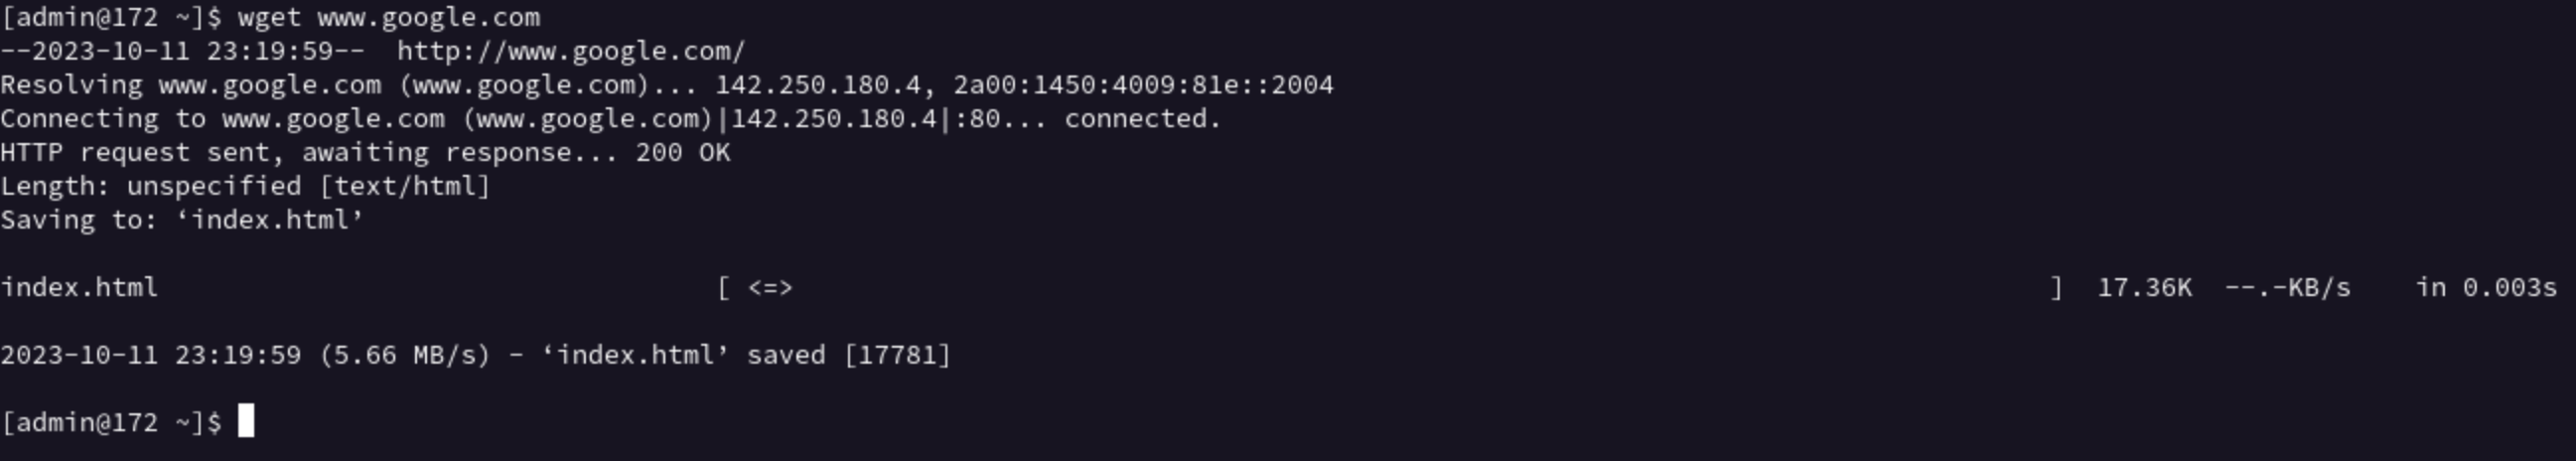 [admin@172 ~]$ wget www.google.com
--2023-10-11 23:19:59--  http://www.google.com/
Resolving www.google.com (www.google.com)... 142.250.180.4, 2a00:1450:4009:81e::2004
Connecting to www.google.com (www.google.com)|142.250.180.4|:80... connected.
HTTP request sent, awaiting response... 200 OK
Length: unspecified [text/html]
Saving to: ‘index.html’
index.html                                   [ <=>                                                                                ]  17.36K  --.-KB/s    in 0.003s
2023-10-11 23:19:59 (5.66 MB/s) - ‘index.html’ saved [17781]
[admin@172 ~]$